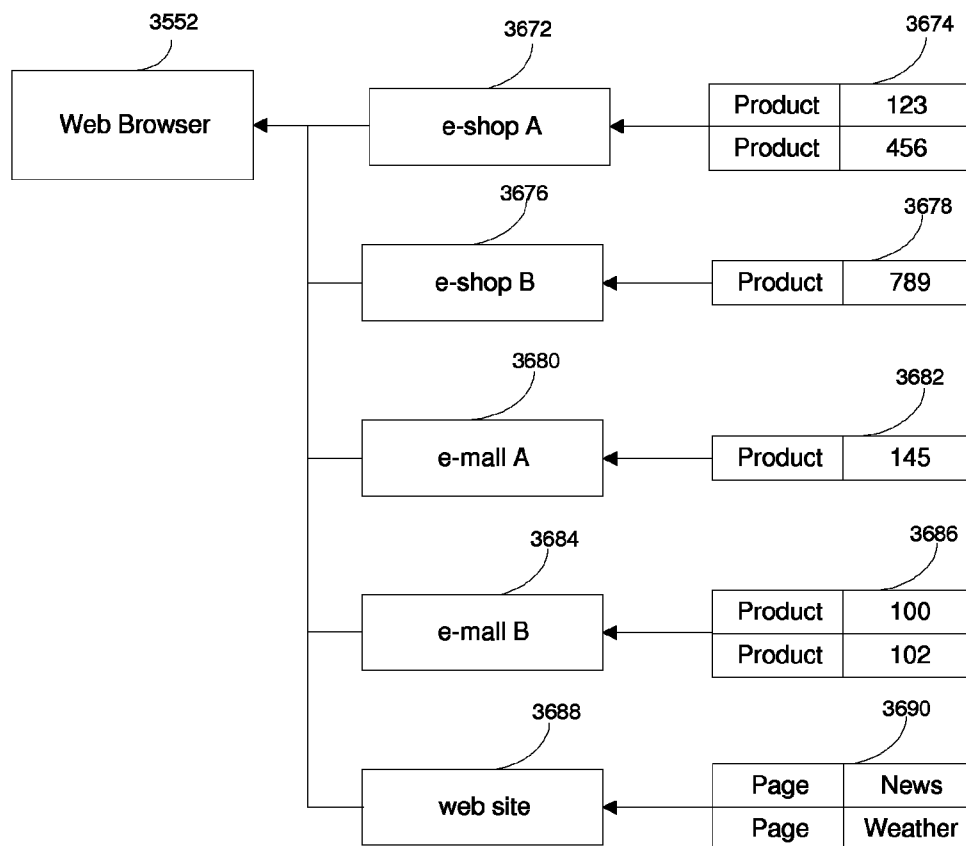 3552
3672
3674
Web Browser
e-shop A
Product 123
Product 456
3676
3678
e-shop B
Product 789
3680
3682
e-mall A
Product 145
3684
3686
e-mall B
Product 100
Product 102
3688
3690
web site
Page News
Page Weather